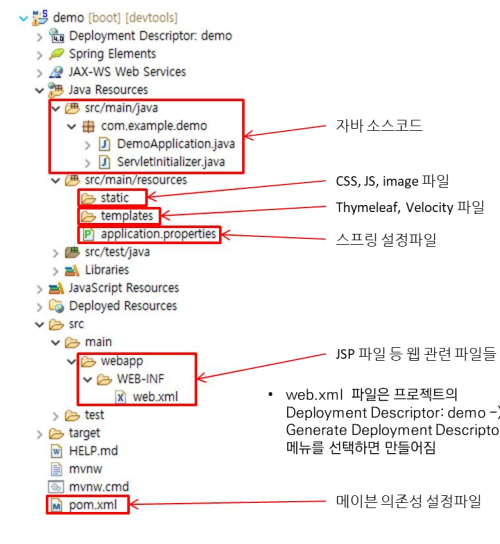 demo [boot] [devtools]
Deployment Descriptor: demo
Spring Elements
JAX-WS Web Services
Java Resources
src/main/java
com.example.demo
DemoApplication.java
ServletInitializer.java
src/main/resources
static
templates
application.properties
src/test/java
Libraries
JavaScript Resources
Deployed Resources
src
main
webapp
WEB-INF
web.xml
test
target
HELP.md
mvnw
mvnw.cmd
pom.xml
자바 소스코드
CSS, JS, image 파일
Thymeleaf, Velocity 파일
스프링 설정파일
JSP 파일 등 웹 관련 파일들
• web.xml 파일은 프로젝트의
Deployment Descriptor: demo -)
Generate Deployment Descripto
메뉴를 선택하면 만들어짐
메이븐 의존성 설정파일